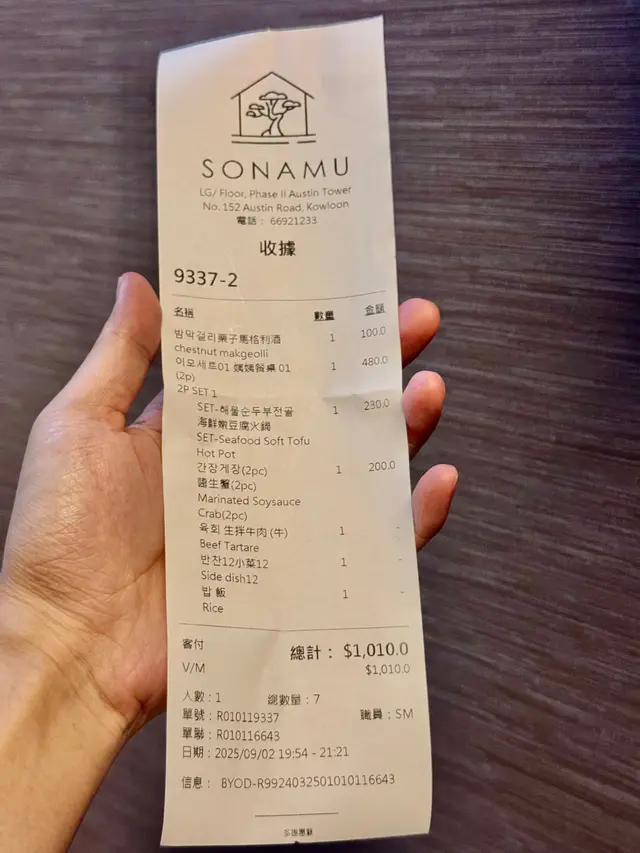 SONAMU
LG/ Floor, Phase II Austin Tower
No. 152 Austin Road, Kowloon
電話： 66921233
收據
9337-2
名稱 數量 金額
밤막걸리 栗子馬格利酒 1 100.0
chestnut makgeolli
이모세트01 姨姨餐桌 01 1 480.0
(2p)
2P SET 1
SET-해물순두부전골 1 230.0
海鮮嫩豆腐火鍋
SET-Seafood Soft Tofu
Hot Pot
간장게장(2pc) 1 200.0
醬生蟹(2pc)
Marinated Soysauce
Crab(2pc)
육회 生拌牛肉 (牛) 1 -
Beef Tartare
반찬12小菜12 1 -
Side dish12
밥 飯 1 -
Rice
客付 總計： $1,010.0
V/M $1,010.0
人數：1 總數量：7
單號：R010119337 職員：SM
單聯：R010116643
日期：2025/09/02 19:54 - 21:21
信息： BYOD-R9924032501010116643